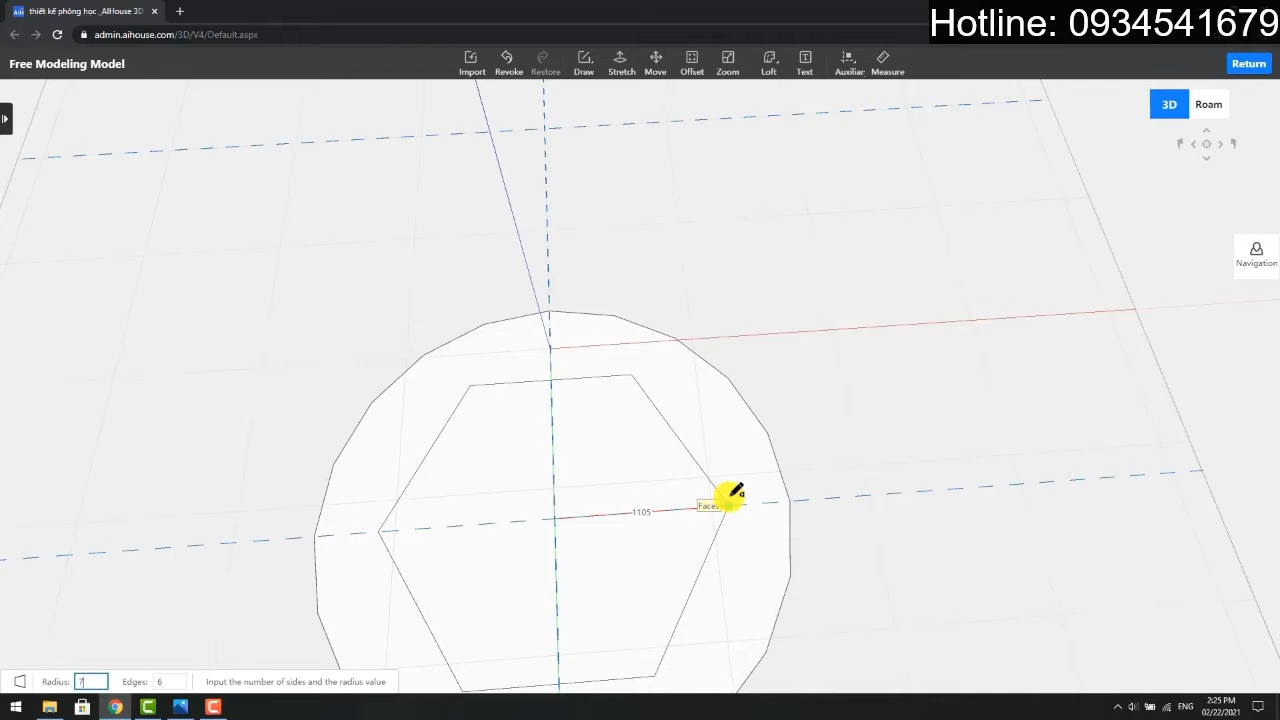 thiết kế phòng học _AIHouse 3D
Hotline: 0934541679
admin.aihouse.com/3D/V4/Default.aspx
Free Modeling Model
Import Revoke Restore Draw Stretch Move Offset Zoom Loft Text Auxiliar Measure
Return
3D Roam
Navigation
1105
Faces
Radius: 7 Edges: 6 Input the number of sides and the radius value
ENG
2:25 PM
02/22/2021